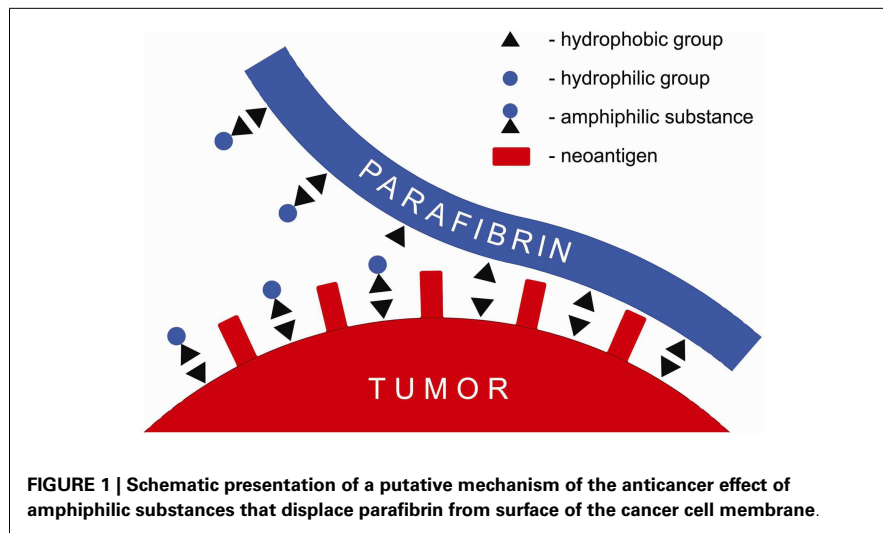 - hydrophobic group
- hydrophilic group
- amphiphilic substance
- neoantigen
PARAFIBRIN
TUMOR
FIGURE 1 | Schematic presentation of a putative mechanism of the anticancer effect of
amphiphilic substances that displace parafibrin from surface of the cancer cell membrane.